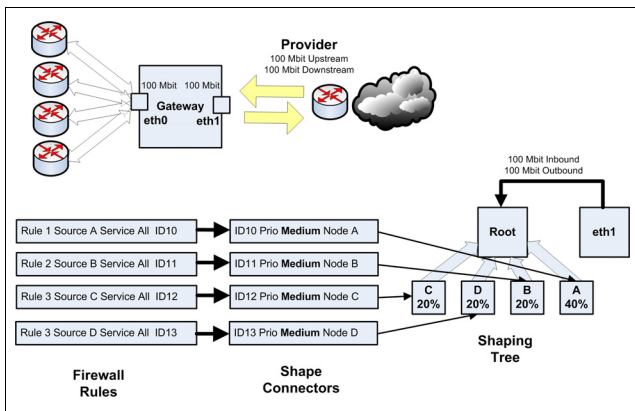 Provider
100 Mbit Upstream
100 Mbit Downstream
100 Mbit 100 Mbit
Gateway
eth0
eth1
100 Mbit Inbound
100 Mbit Outbound
Root
eth1
Rule 1 Source A Service All ID10
ID10 Prio Medium Node A
Rule 2 Source B Service All ID11
ID11 Prio Medium Node B
Rule 3 Source C Service All ID12
ID12 Prio Medium Node C
Rule 3 Source D Service All ID13
ID13 Prio Medium Node D
C
20%
D
20%
B
20%
A
40%
Firewall
Rules
Shape
Connectors
Shaping
Tree